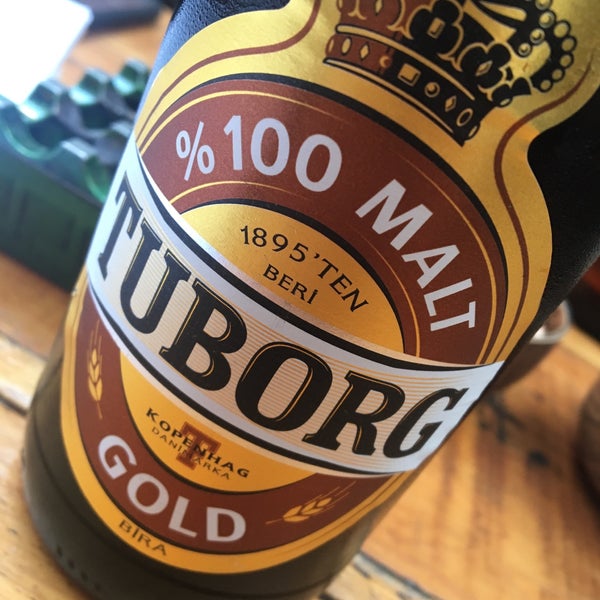 % 100 MALT
1895'TEN
BERİ
TUBORG
KOPENHAG
DANİMARKA
GOLD
BİRA